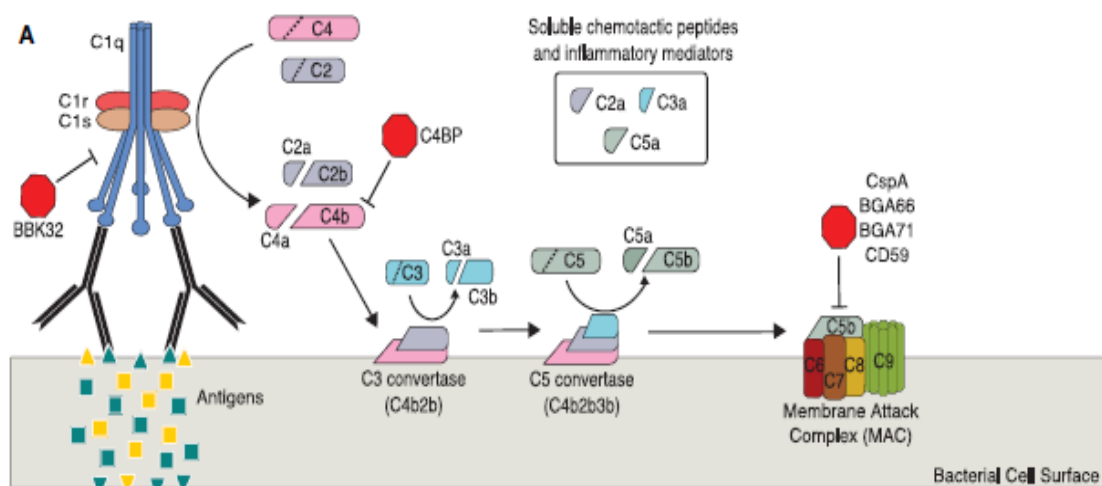 A
C1q
C1r
C1s
BBK32
C4
C2
C2a
C2b
C4b
C4a
C4BP
Soluble chemotactic peptides
and inflammatory mediators
C2a
C3a
C5a
C3
C3a
C3b
C3 convertase
(C4b2b)
C5
C5a
C5b
C5 convertase
(C4b2b3b)
CspA
BGA66
BGA71
CD59
C5b
C6
C7
C8
C9
Membrane Attack
Complex (MAC)
Antigens
Bacterial Cell Surface